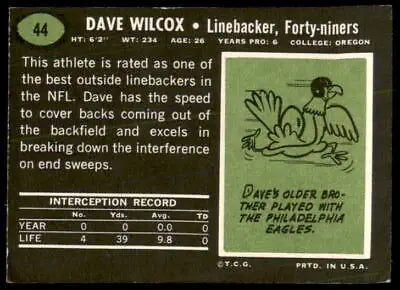 44 DAVE WILCOX • Linebacker, Forty-niners
HT: 6'2" WT: 234 AGE: 26 YEARS PRO: 6 COLLEGE: OREGON
This athlete is rated as one of
the best outside linebackers in
the NFL. Dave has the speed
to cover backs coming out of
the backfield and excels in
breaking down the interference
on end sweeps.
INTERCEPTION RECORD
No. Yds. Avg. TD
YEAR 0 0 0.0 0
LIFE 4 39 9.8 0
DAVE'S OLDER BRO-
THER PLAYED WITH
THE PHILADELPHIA
EAGLES.
©T.C.G. PRTD. IN U.S.A.